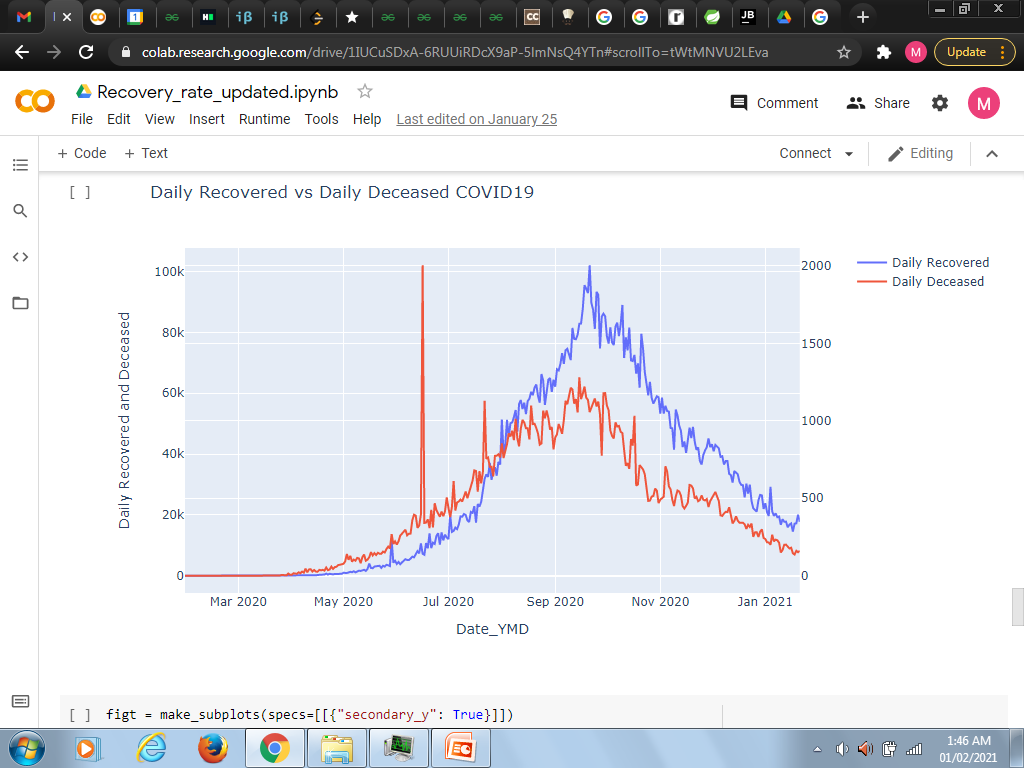 colab.research.google.com/drive/1IUCuSDxA-6RUUiRDcX9aP-5lmNsQ4YTn#scrollTo=tWtMNVU2LEva
M
Update
Recovery_rate_updated.ipynb
File Edit View Insert Runtime Tools Help Last edited on January 25
Comment
Share
M
+ Code + Text
Connect
Editing
[ ]
Daily Recovered vs Daily Deceased COVID19
Daily Recovered
Daily Deceased
100k
80k
60k
40k
20k
0
Daily Recovered and Deceased
2000
1500
1000
500
0
Mar 2020 May 2020 Jul 2020 Sep 2020 Nov 2020 Jan 2021
Date_YMD
[ ] figt = make_subplots(specs=[[{"secondary_y": True}]])
1:46 AM
01/02/2021